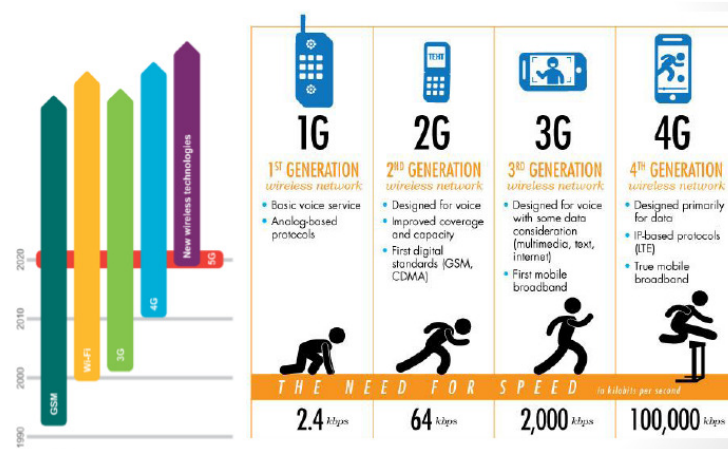 2020
2010
2000
1990
GSM
Wi-Fi
3G
4G
New wireless technologies
5G
1G
1ST GENERATION
wireless network
• Basic voice service
• Analog-based
protocols
TEHT
2G
2ND GENERATION
wireless network
• Designed for voice
• Improved coverage
and capacity
• First digital
standards (GSM,
CDMA)
3G
3RD GENERATION
wireless network
• Designed for voice
with some data
consideration
(multimedia, text,
internet)
• First mobile
broadband
4G
4TH GENERATION
wireless network
• Designed primarily
for data
• IP-based protocols
(LTE)
• True mobile
broadband
THE NEED FOR SPEED in kilobits per second
2.4 kbps
64 kbps
2,000 kbps
100,000 kbps